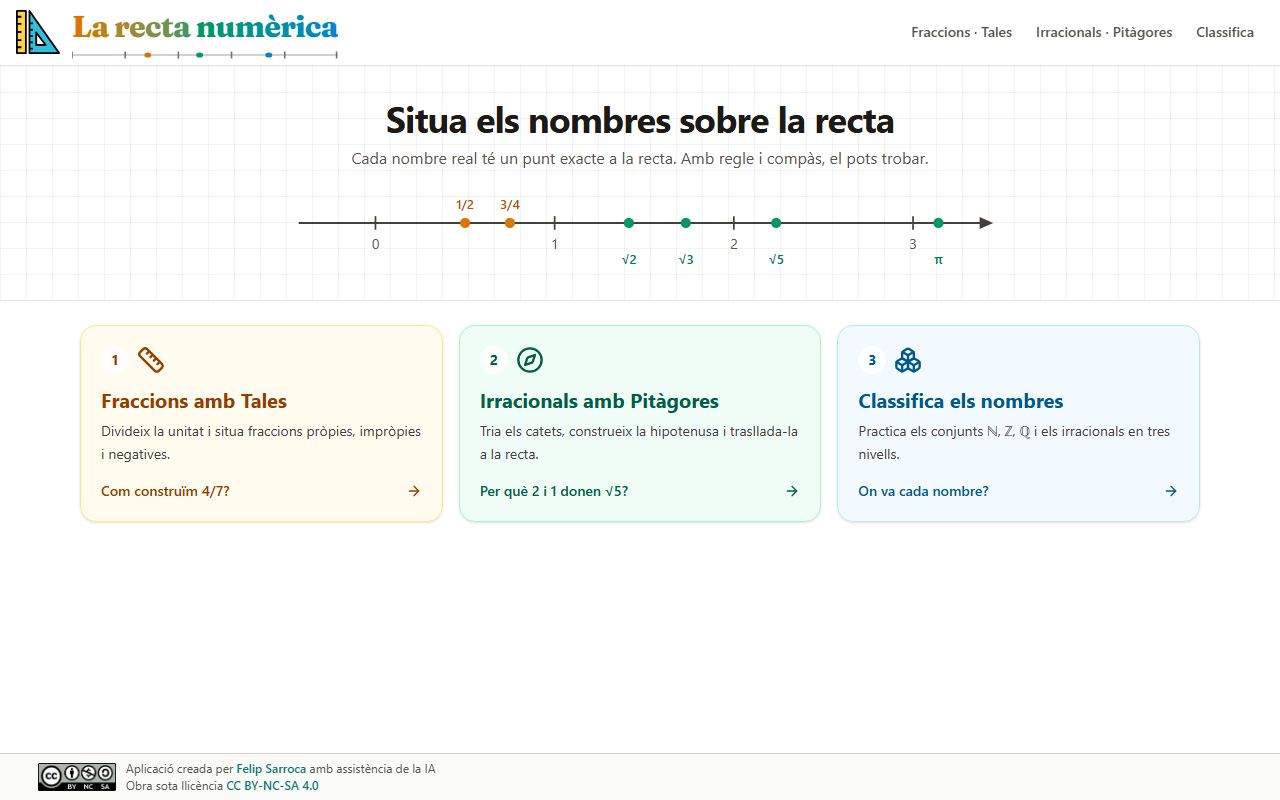 La recta numèrica
Fraccions · Tales
Irracionals · Pitàgores
Classifica
Situa els nombres sobre la recta
Cada nombre real té un punt exacte a la recta. Amb regle i compàs, el pots trobar.
1/2 3/4
0 1 2 3
√2 √3 √5 π
1
Fraccions amb Tales
Divideix la unitat i situa fraccions pròpies, impròpies
i negatives.
Com construïm 4/7? →
2
Irracionals amb Pitàgores
Tria els catets, construeix la hipotenusa i trasllada-la
a la recta.
Per què 2 i 1 donen √5? →
3
Classifica els nombres
Practica els conjunts ℕ, ℤ, ℚ i els irracionals en tres
nivells.
On va cada nombre? →
cc BY NC SA
Aplicació creada per Felip Sarroca amb assistència de la IA
Obra sota llicència CC BY-NC-SA 4.0